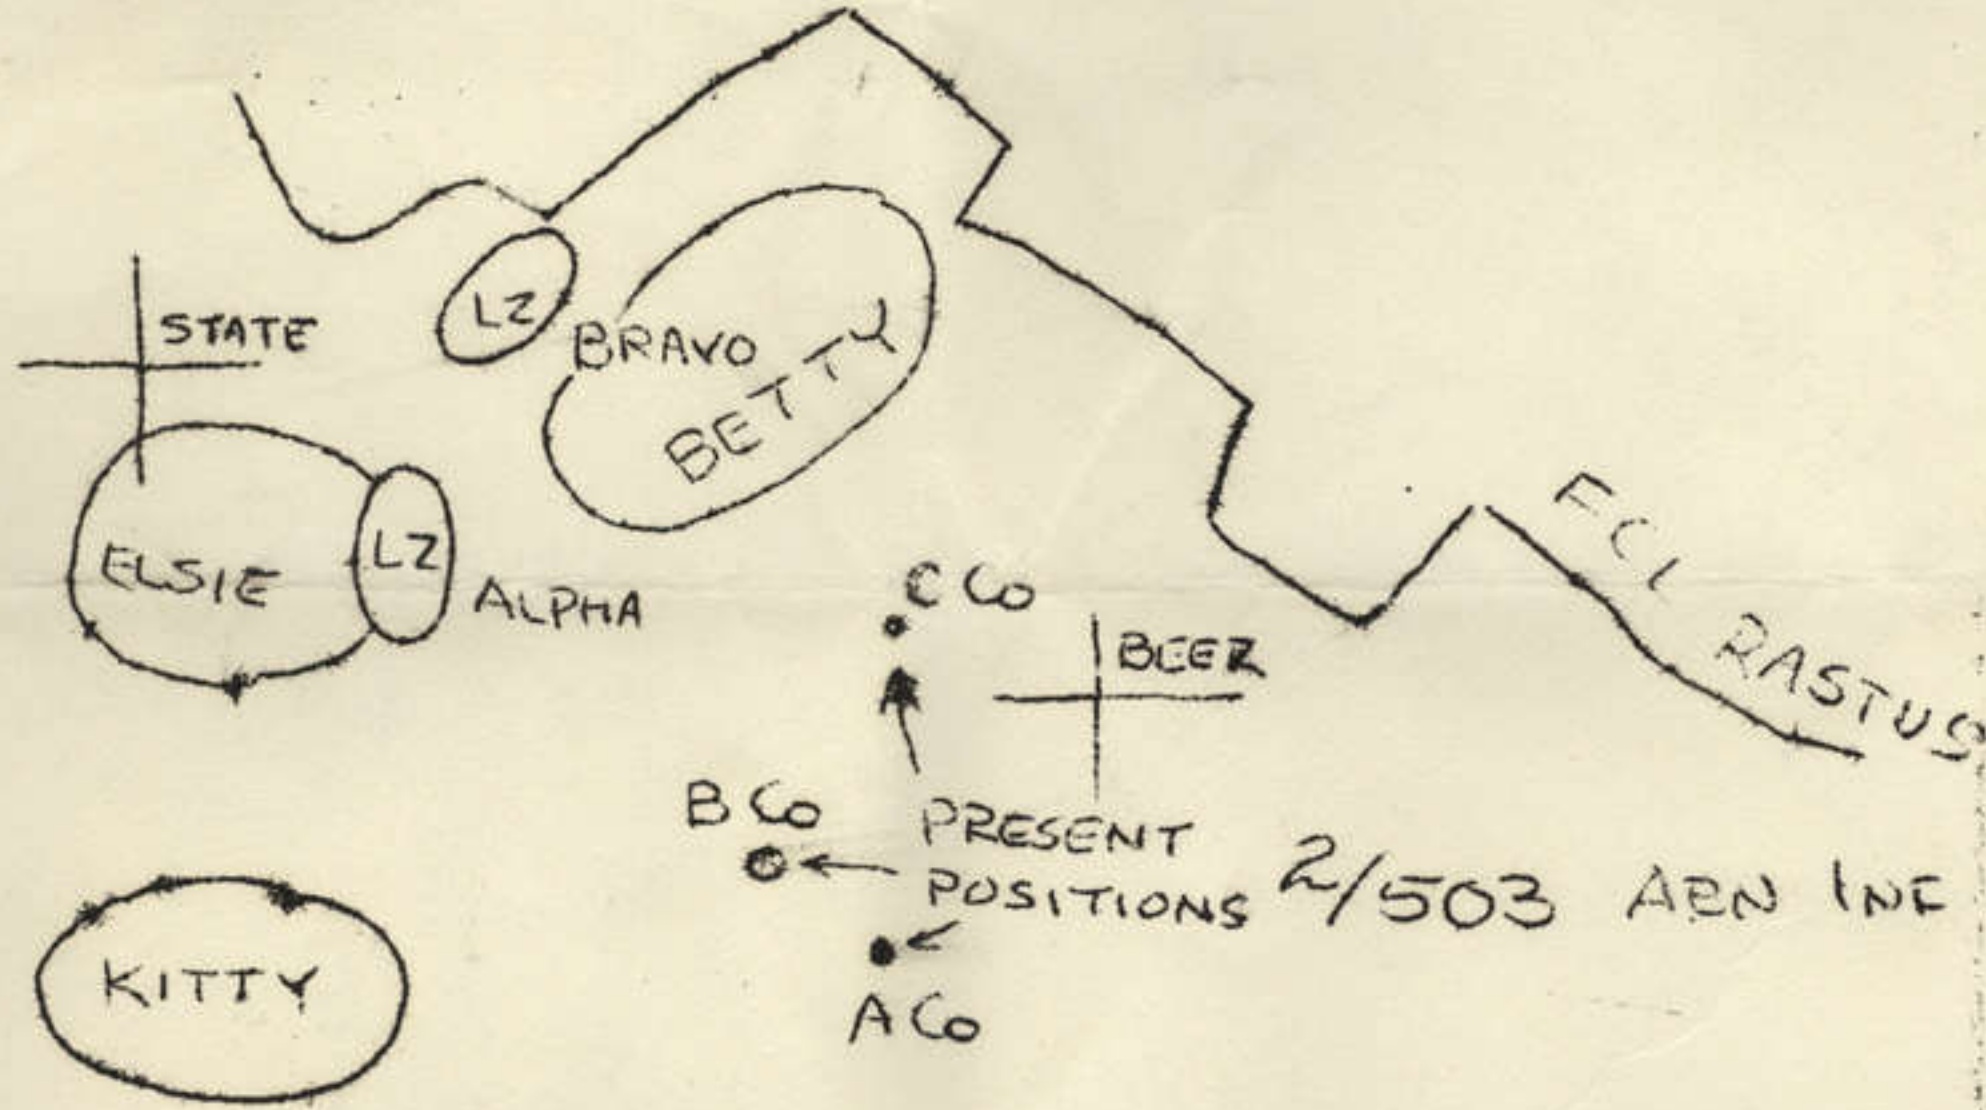 STATE
LZ
BRAVO
BETTY
ELSIE
LZ
ALPHA
FCL RASTUS
C Co
BEER
B Co
PRESENT
POSITIONS
2/503 ABN INF
A Co
KITTY